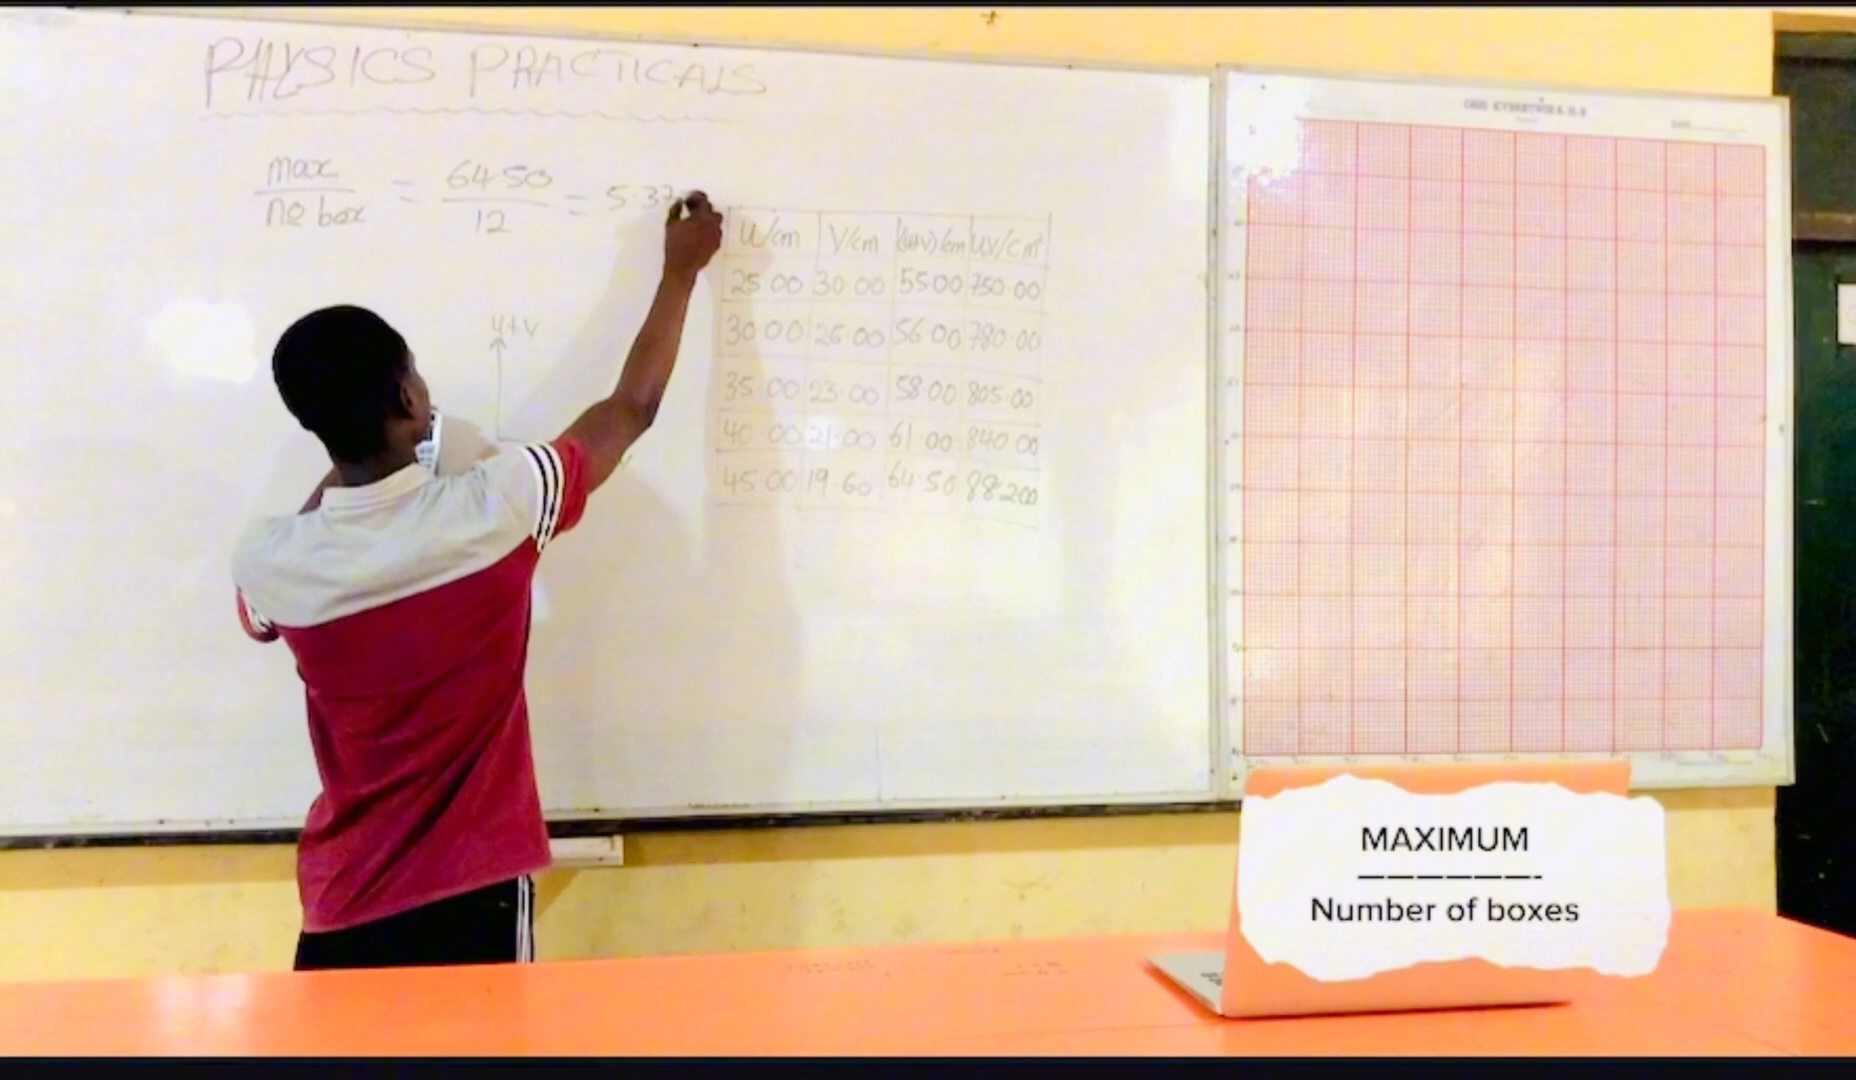 PHYSICS PRACTICALS
max
no box
=
64 50
12
= 5.37
U/cm V/cm (u+v)/cm UV/cm²
25.00 30.00 55.00 750.00
30.00 26.00 56.00 780.00
35.00 23.00 58.00 805.00
40.00 21.00 61.00 840.00
45.00 19.60 64.50 882.00
u+v
MAXIMUM
Number of boxes